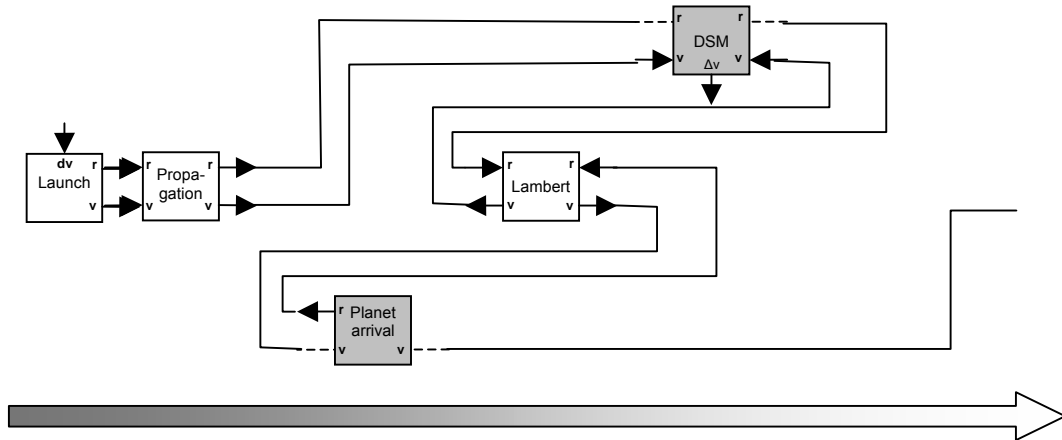 r r
DSM
v v
Δv
dv r
Launch
v
r r
Propa-
gation
v v
r r
Lambert
v v
r Planet
arrival
v v